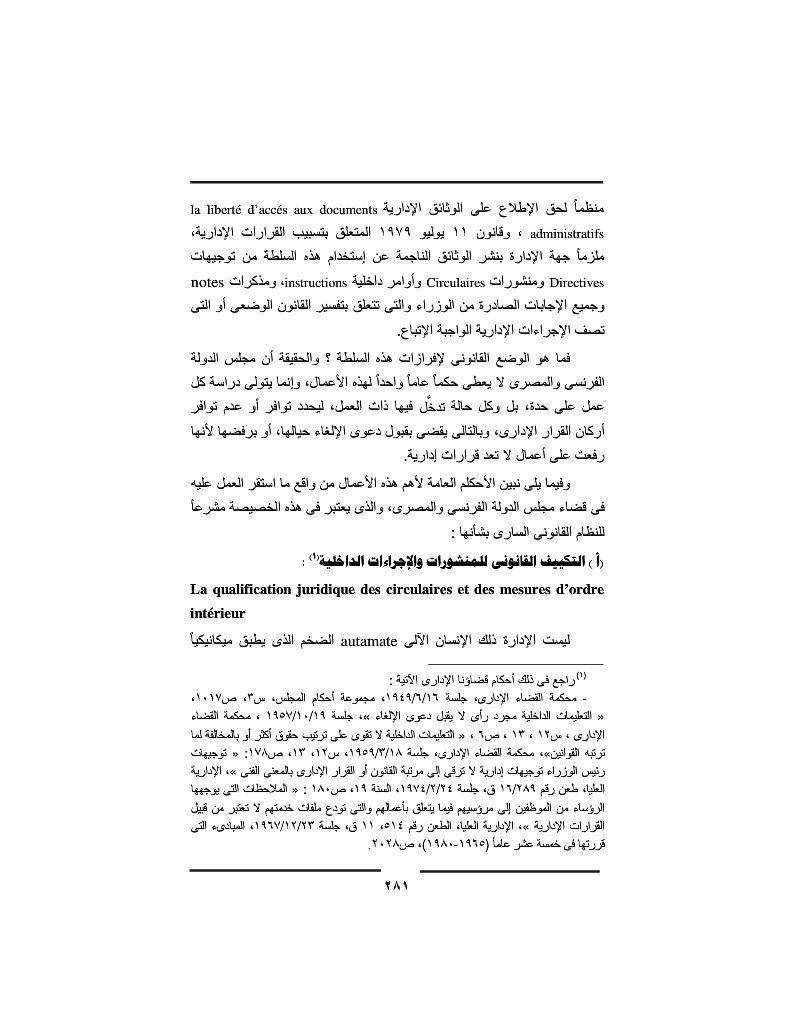 منظماً لحق الإطلاع على الوثائق الإدارية la liberté d'accés aux documents
administratifs ، وقانون ١١ يوليو ١٩٧٩ المتعلق بتسبيب القرارات الإدارية،
ملزماً جهة الإدارة بنشر الوثائق الناجمة عن إستخدام هذه السلطة من توجيهات
Directives ومنشورات Circulaires وأوامر داخلية instructions، ومذكرات notes
وجميع الإجابات الصادرة من الوزراء والتى تتعلق بتفسير القانون الوضعى أو التى
تصف الإجراءات الإدارية الواجبة الإتباع.
فما هو الوضع القانونى لإفرازات هذه السلطة ؟ والحقيقة أن مجلس الدولة
الفرنسى والمصرى لا يعطى حكماً عاماً واحداً لهذه الأعمال، وإنما يتولى دراسة كل
عمل على حدة، بل وكل حالة تدخَّل فيها ذات العمل، ليحدد توافر أو عدم توافر
أركان القرار الإدارى، وبالتالى يقضى بقبول دعوى الإلغاء حيالها، أو برفضها لأنها
رفعت على أعمال لا تعد قرارات إدارية.
وفيما يلى نبين الأحكلم العامة لأهم هذه الأعمال من واقع ما استقر العمل عليه
فى قضاء مجلس الدولة الفرنسى والمصرى، والذى يعتبر فى هذه الخصيصة مشرعاً
للنظام القانونى السارى بشأنها :
(أ ) التكييف القانونى للمنشورات والإجراءات الداخلية(١) :
La qualification juridique des circulaires et des mesures d'ordre
intérieur
ليست الإدارة ذلك الإنسان الآلى autamate الضخم الذى يطبق ميكانيكياً
(١) راجع فى ذلك أحكام قضاؤنا الإدارى الآتية :
- محكمة القضاء الإدارى، جلسة ١٩٤٩/٦/١٦، مجموعة أحكام المجلس، س٣، ص١٠١٧،
« التعليمات الداخلية مجرد رأى لا يقبل دعوى الإلغاء »، جلسة ١٩٥٧/١٠/١٩ ، محكمة القضاء
الإدارى ، س١٢ ، ١٣ ، ص٦ ، « التعليمات الداخلية لا تقوى على ترتيب حقوق أكثر أو بالمخالفة لما
ترتبه القوانين»، محكمة القضاء الإدارى، جلسة ١٩٥٩/٣/١٨، س١٢، ١٣، ص١٧٨: « توجيهات
رئيس الوزراء توجيهات إدارية لا ترقى إلى مرتبة القانون أو القرار الإدارى بالمعنى الفنى »، الإدارية
العليا، طعن رقم ١٦/٢٨٩ ق، جلسة ١٩٧٤/٢/٢٤، السنة ١٩، ص١٨٠ : « الملاحظات التى يوجهها
الرؤساء من الموظفين إلى مرؤسيهم فيما يتعلق بأعمالهم والتى تودع ملفات خدمتهم لا تعتبر من قبيل
القرارات الإدارية »، الإدارية العليا، الطعن رقم ٥١٤، ١١ ق، جلسة ١٩٦٧/١٢/٢٣، المبادىء التى
قررتها فى خمسة عشر عاماً (١٩٦٥-١٩٨٠)، ص٢٠٢٨.
٢٨١